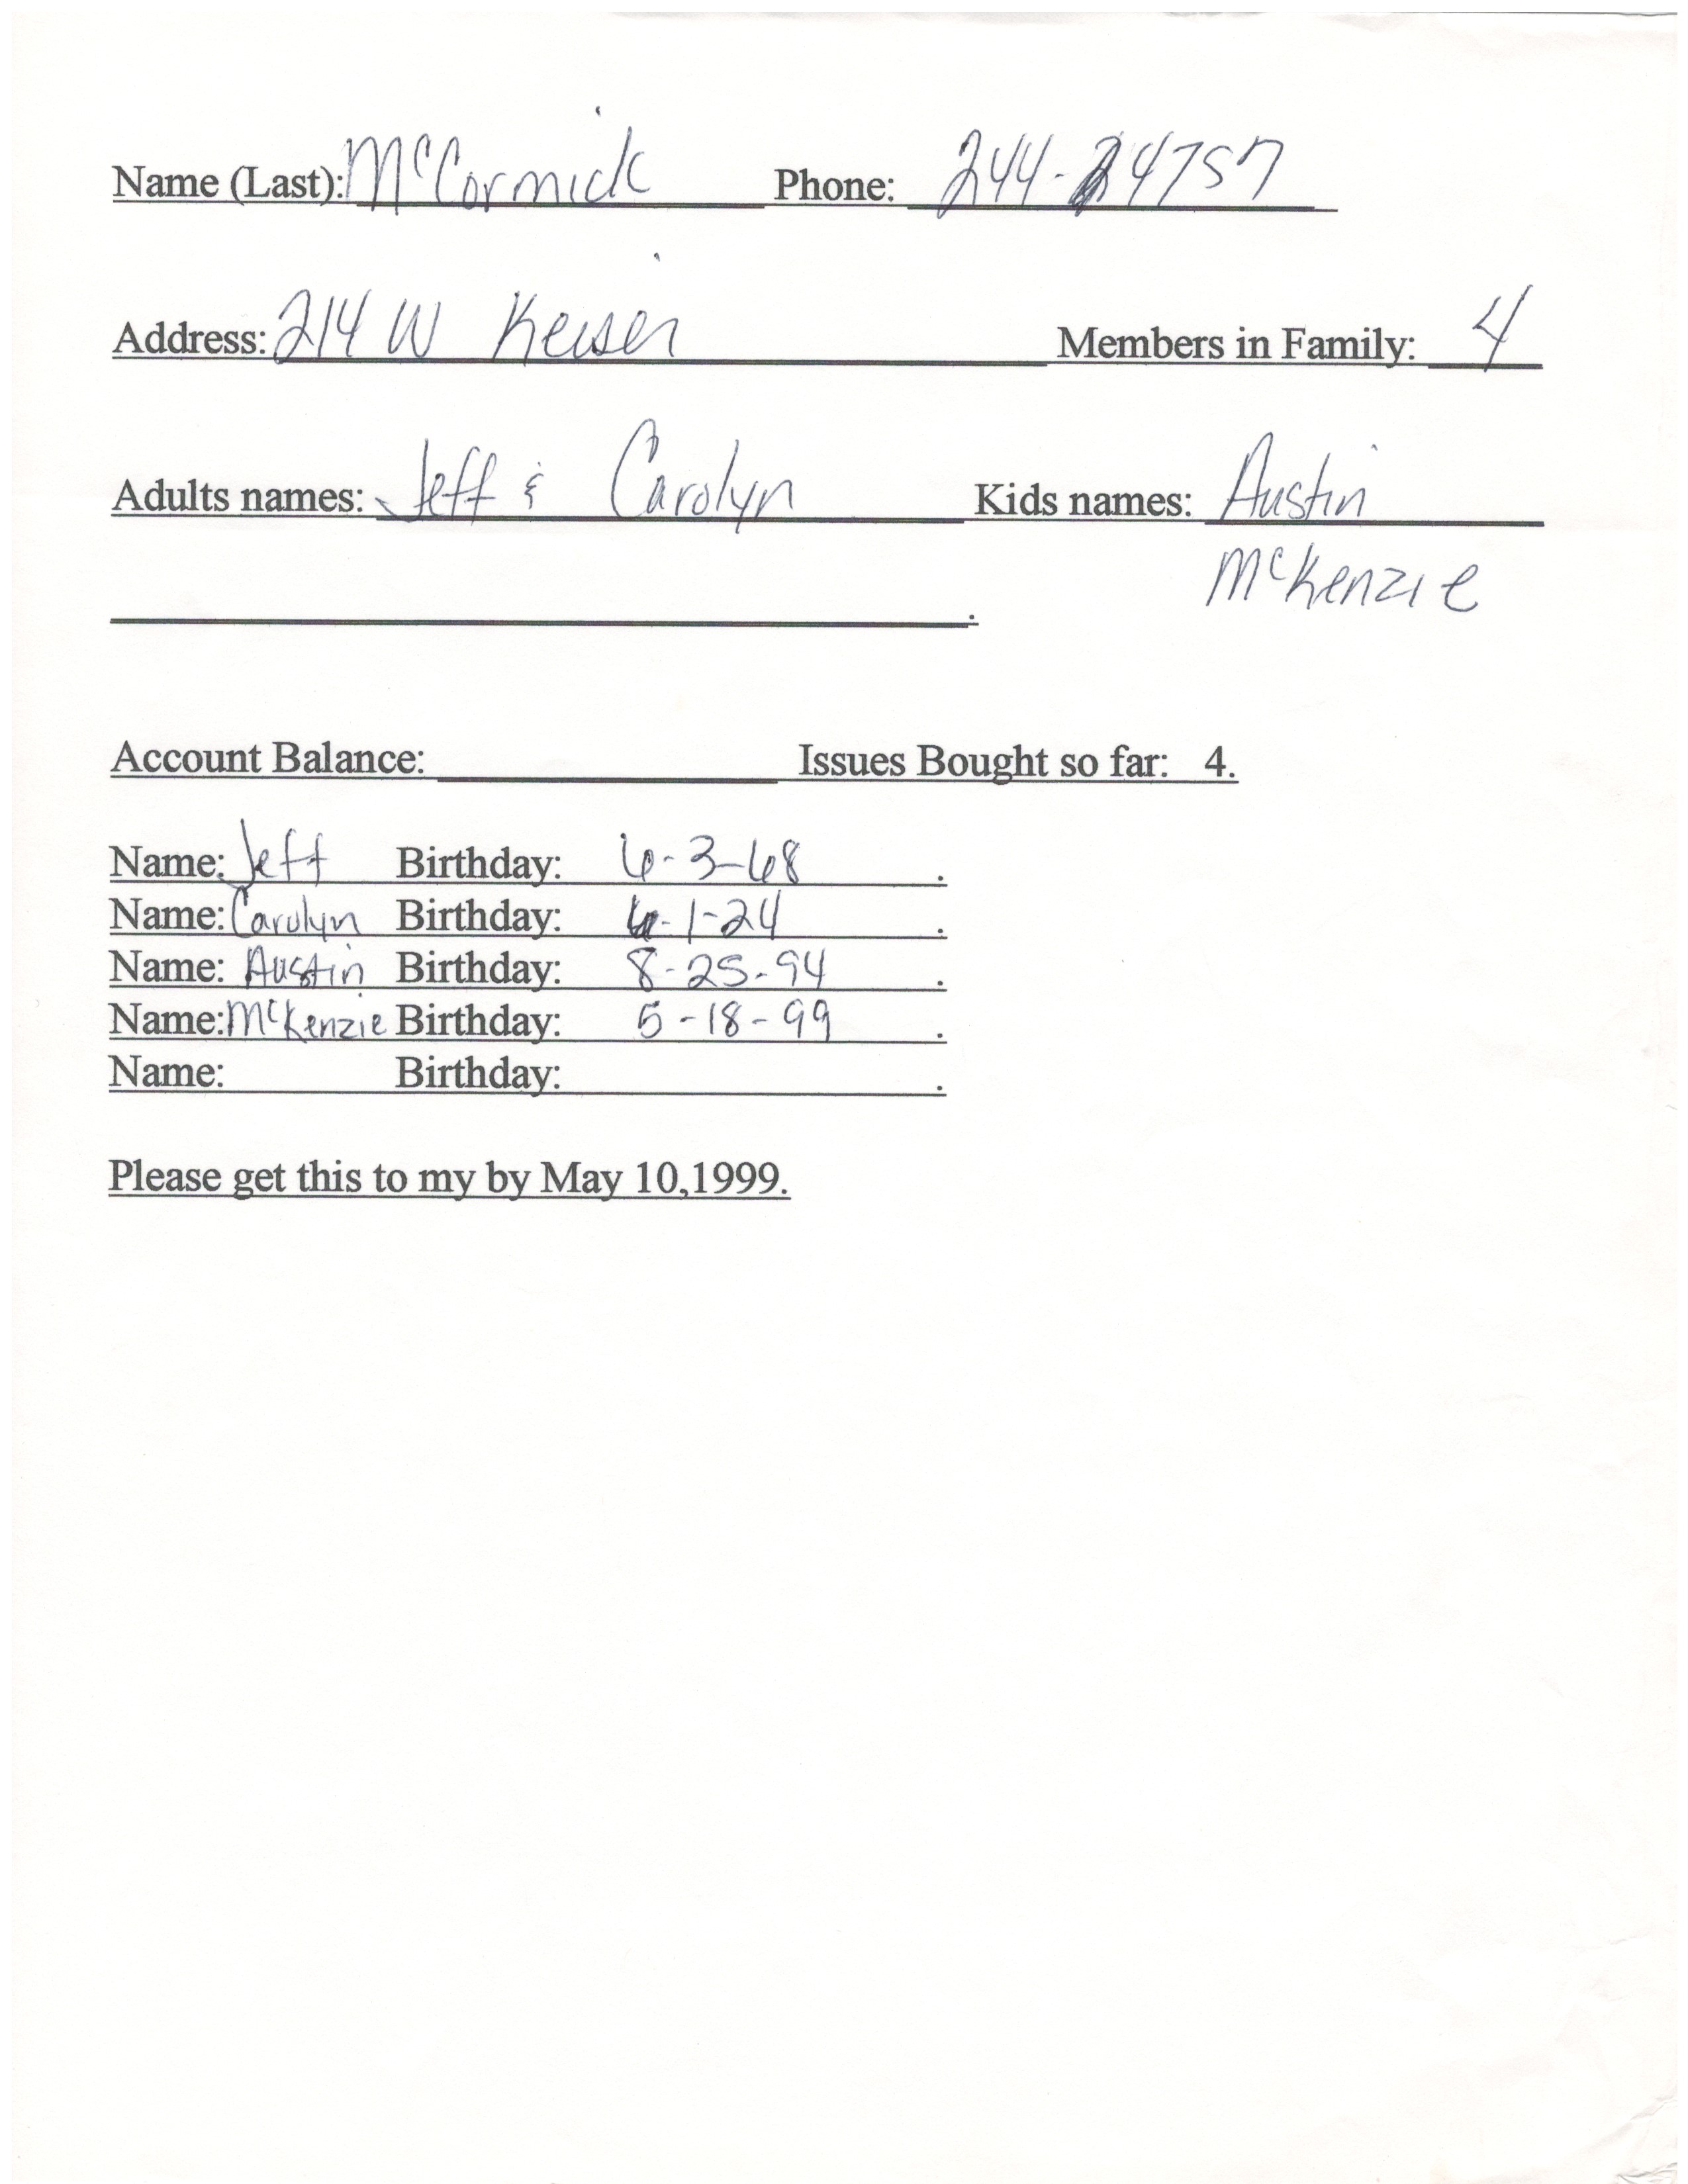 Name (Last): McCormick Phone: 244-24757
Address: 214 W Keiser Members in Family: 4
Adults names: Jeff & Carolyn Kids names: Austin
McKenzie
Account Balance: Issues Bought so far: 4.
Name: Jeff Birthday: 6-3-68.
Name: Carolyn Birthday: 6-1-24.
Name: Austin Birthday: 8-25-94.
Name: McKenzie Birthday: 5-18-99.
Name: Birthday: .
Please get this to my by May 10,1999.